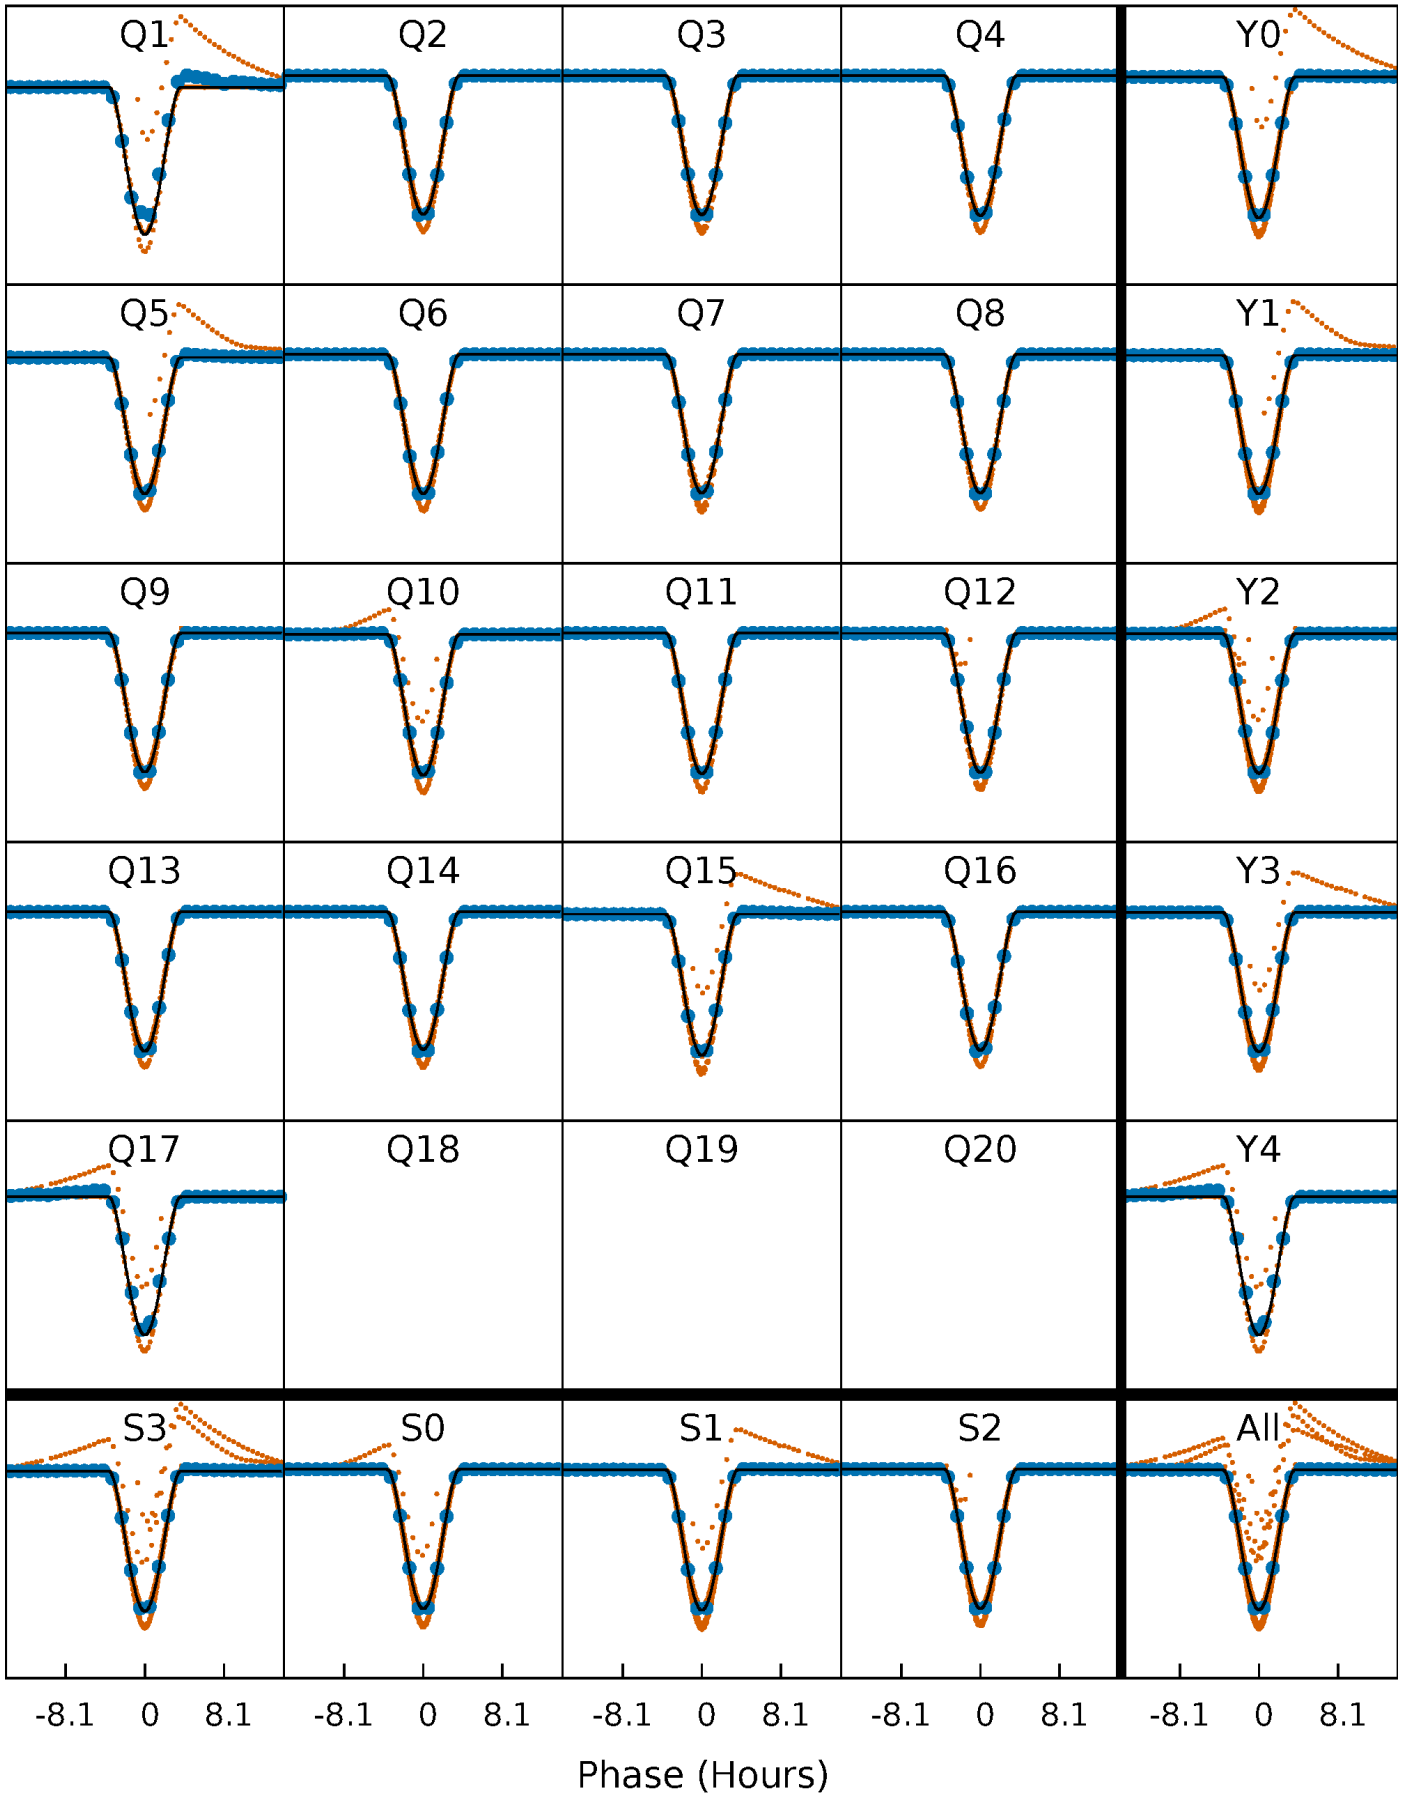 Q1 Q2 Q3 Q4 Y0
Q5 Q6 Q7 Q8 Y1
Q9 Q10 Q11 Q12 Y2
Q13 Q14 Q15 Q16 Y3
Q17 Q18 Q19 Q20 Y4
S3 S0 S1 S2 All
-8.1 0 8.1 -8.1 0 8.1 -8.1 0 8.1 -8.1 0 8.1 -8.1 0 8.1
Phase (Hours)